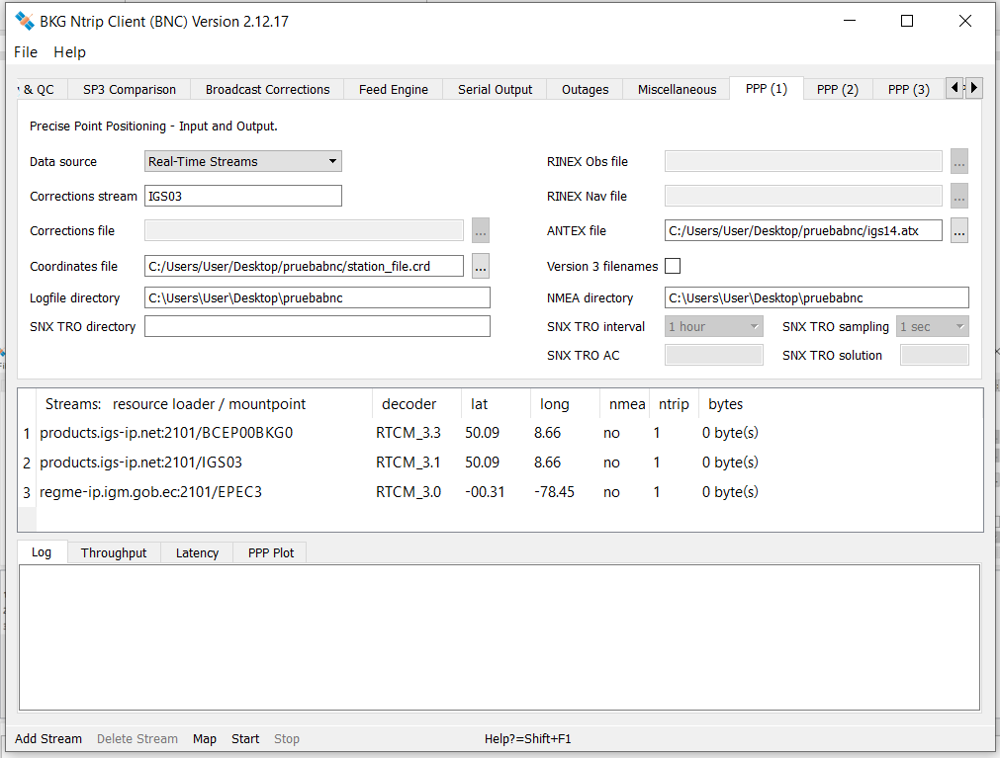 BKG Ntrip Client (BNC) Version 2.12.17
File Help
& QC SP3 Comparison Broadcast Corrections Feed Engine Serial Output Outages Miscellaneous PPP (1) PPP (2) PPP (3)
Precise Point Positioning - Input and Output.
Data source Real-Time Streams RINEX Obs file ...
Corrections stream IGS03 RINEX Nav file ...
Corrections file ... ANTEX file C:/Users/User/Desktop/pruebabnc/igs14.atx ...
Coordinates file C:/Users/User/Desktop/pruebabnc/station_file.crd ... Version 3 filenames
Logfile directory C:\Users\User\Desktop\pruebabnc NMEA directory C:\Users\User\Desktop\pruebabnc
SNX TRO directory SNX TRO interval 1 hour SNX TRO sampling 1 sec
SNX TRO AC SNX TRO solution
Streams: resource loader / mountpoint decoder lat long nmea ntrip bytes
1 products.igs-ip.net:2101/BCEP00BKG0 RTCM_3.3 50.09 8.66 no 1 0 byte(s)
2 products.igs-ip.net:2101/IGS03 RTCM_3.1 50.09 8.66 no 1 0 byte(s)
3 regme-ip.igm.gob.ec:2101/EPEC3 RTCM_3.0 -00.31 -78.45 no 1 0 byte(s)
Log Throughput Latency PPP Plot
Add Stream Delete Stream Map Start Stop Help?=Shift+F1